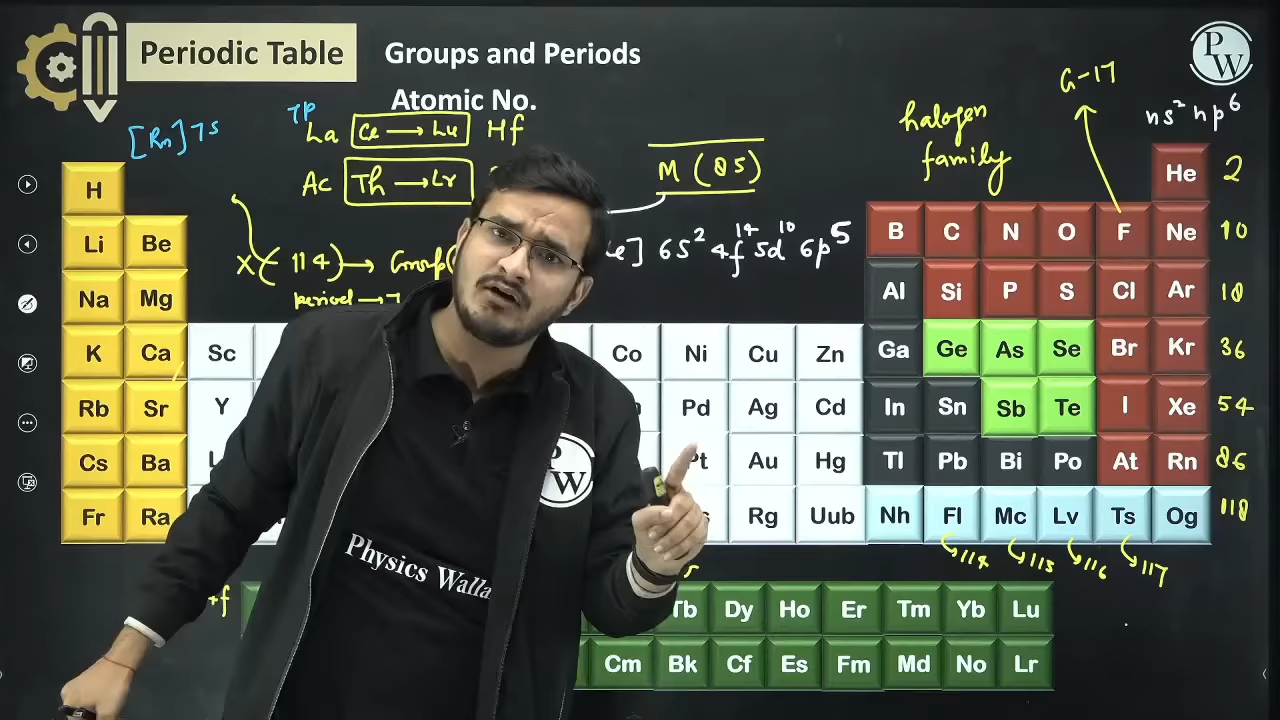 Periodic Table
Groups and Periods
Atomic No.
P
W
G-17
halogen
family
ns² np⁶
[Rn] 7s
7p
La Ce → Lu Hf
Ac Th → Lr
M (85)
6s² 4f¹⁴ 5d¹⁰ 6p⁵
X (114) → Group(
period → 7
H He 2
Li Be B C N O F Ne 10
Na Mg Al Si P S Cl Ar 18
K Ca Sc Co Ni Cu Zn Ga Ge As Se Br Kr 36
Rb Sr Y Pd Ag Cd In Sn Sb Te I Xe 54
Cs Ba Au Hg Tl Pb Bi Po At Rn 86
Fr Ra Rg Uub Nh Fl Mc Lv Ts Og 118
114 115 116 117
Physics Walla
P
W
Tb Dy Ho Er Tm Yb Lu
Cm Bk Cf Es Fm Md No Lr